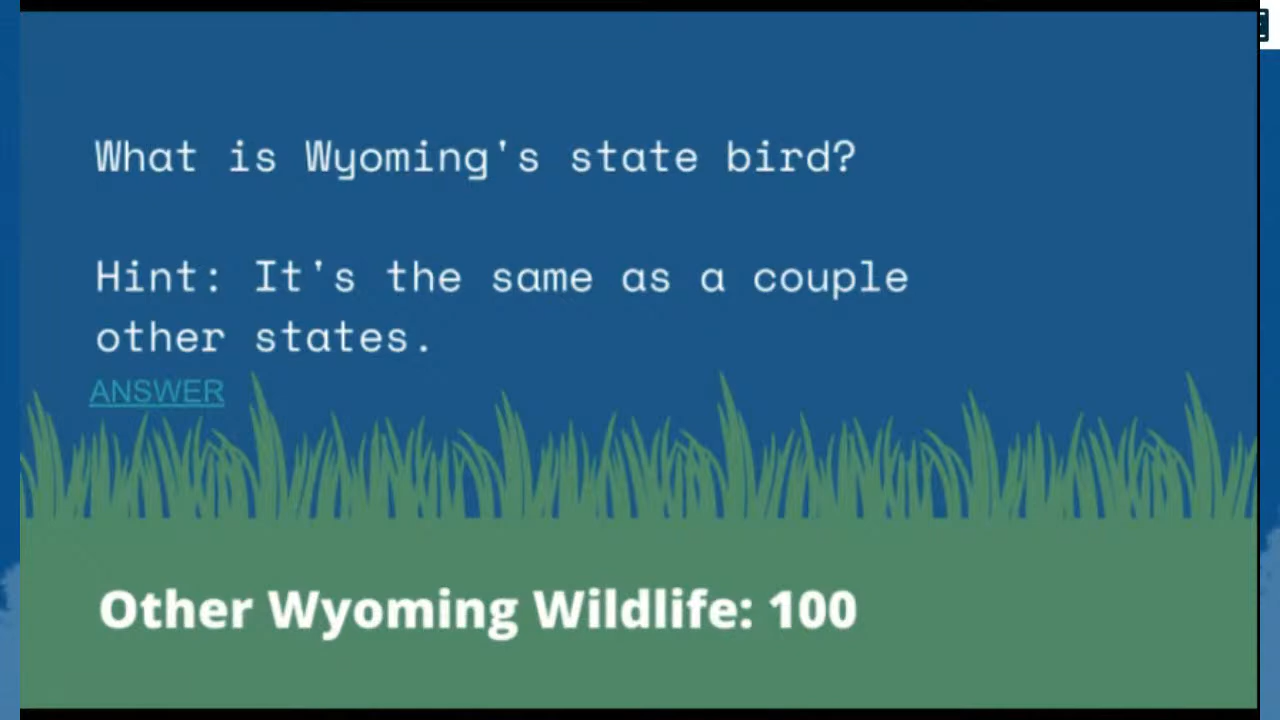 What is Wyoming's state bird?
Hint: It's the same as a couple
other states.
ANSWER
Other Wyoming Wildlife: 100